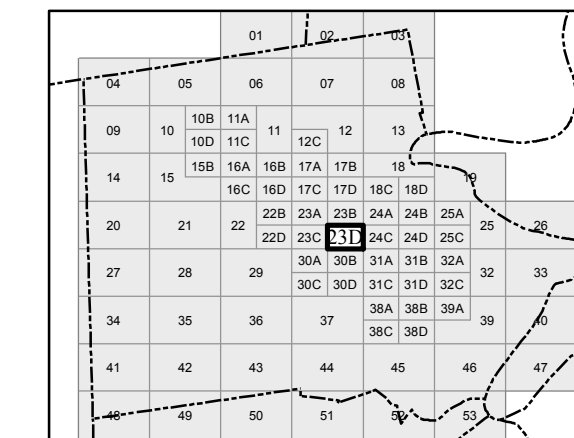 01 02 03
04 05 06 07 08
10B 11A
09 10 11 12 13
10D 11C 12C
15B 16A 16B 17A 17B 18
14 15 19
16C 16D 17C 17D 18C 18D
22B 23A 23B 24A 24B 25A
20 21 22 25 26
22D 23C 23D 24C 24D 25C
30A 30B 31A 31B 32A
27 28 29 32 33
30C 30D 31C 31D 32C
38A 38B 39A
34 35 36 37 39 40
38C 38D
41 42 43 44 45 46 47
48 49 50 51 52 53